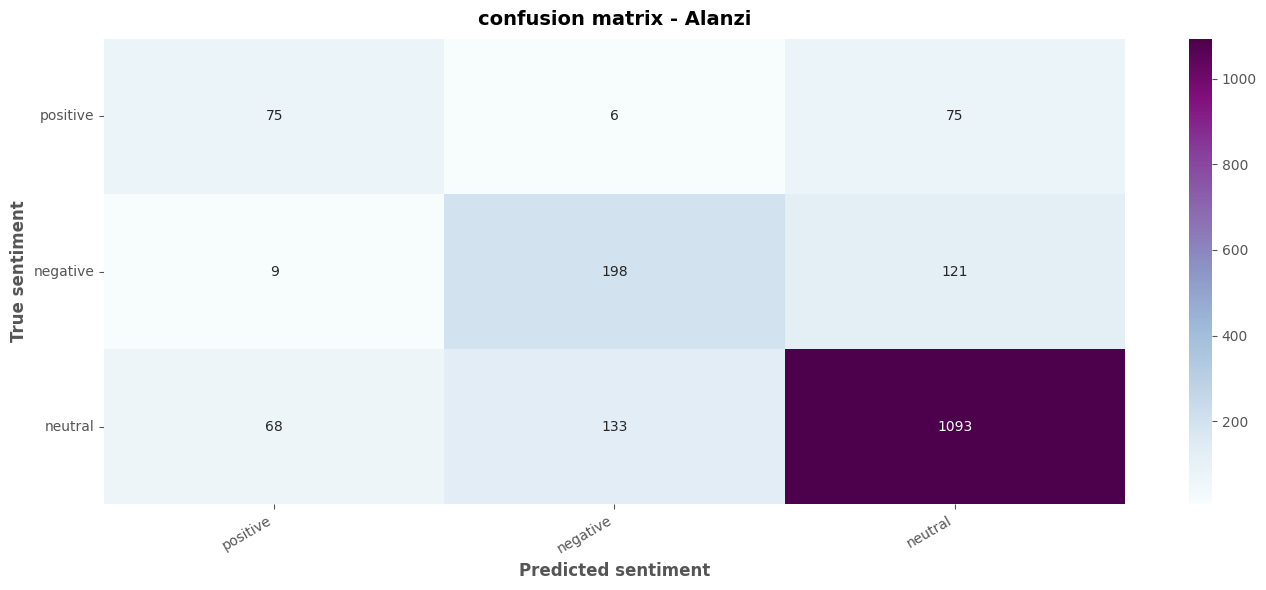 confusion matrix - Alanzi
True sentiment
positive 75 6 75
negative 9 198 121
neutral 68 133 1093
positive negative neutral
Predicted sentiment
1000
800
600
400
200